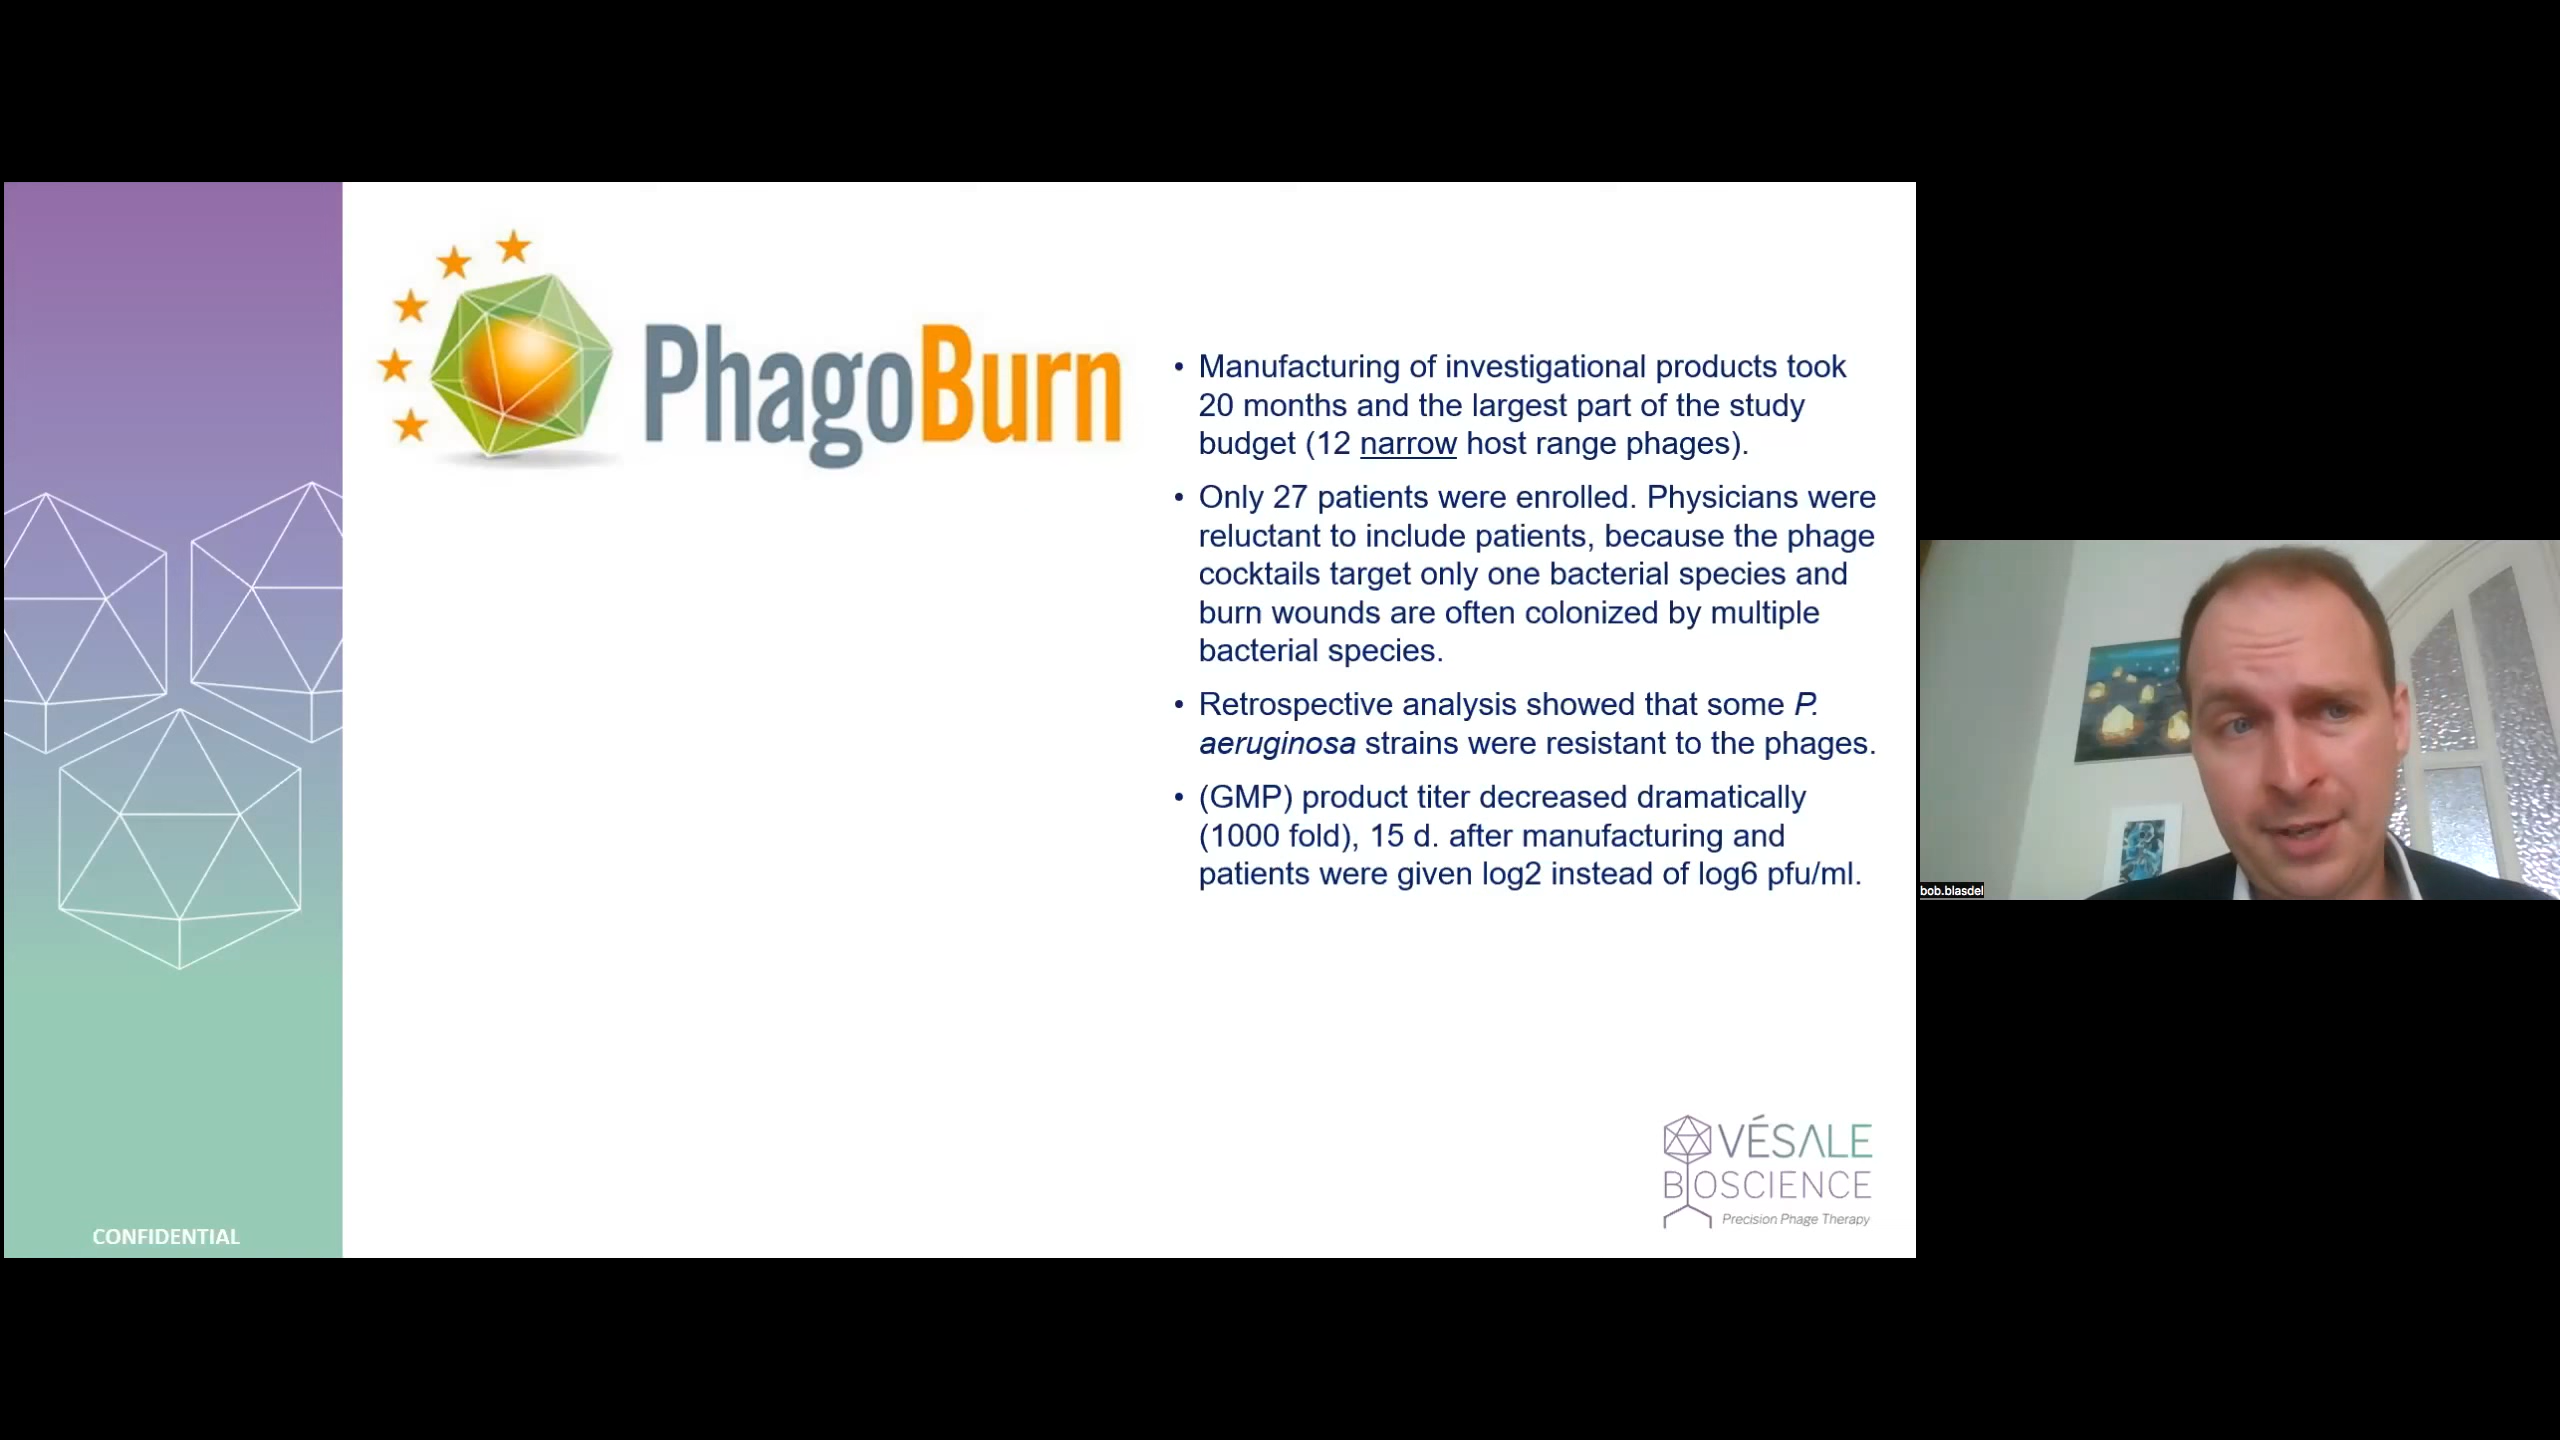 PhagoBurn
• Manufacturing of investigational products took
20 months and the largest part of the study
budget (12 narrow host range phages).
• Only 27 patients were enrolled. Physicians were
reluctant to include patients, because the phage
cocktails target only one bacterial species and
burn wounds are often colonized by multiple
bacterial species.
• Retrospective analysis showed that some P.
aeruginosa strains were resistant to the phages.
• (GMP) product titer decreased dramatically
(1000 fold), 15 d. after manufacturing and
patients were given log2 instead of log6 pfu/ml.
bob.blasdel
VÉSALE
BIOSCIENCE
Precision Phage Therapy
CONFIDENTIAL